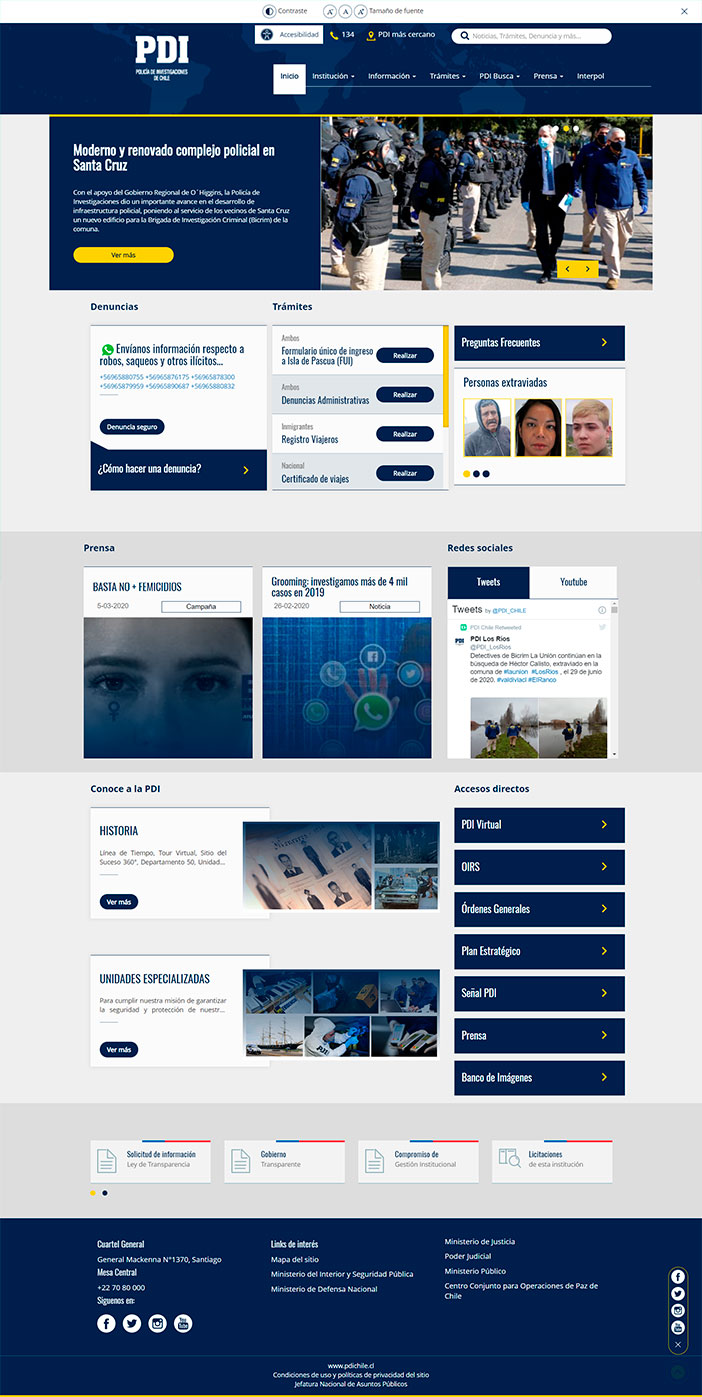 Contraste
A A A Tamaño de fuente
Accesibilidad
134
PDI más cercano
Noticias, Trámites, Denuncia y más...
PDI
POLICÍA DE INVESTIGACIONES
DE CHILE
Inicio
Institución
Información
Trámites
PDI Busca
Prensa
Interpol
Moderno y renovado complejo policial en
Santa Cruz
Con el apoyo del Gobierno Regional de O`Higgins, la Policía de
Investigaciones dio un importante avance en el desarrollo de
infraestructura policial, poniendo al servicio de los vecinos de Santa Cruz
un nuevo edificio para la Brigada de Investigación Criminal (Bicrim) de la
comuna.
Ver más
Denuncias
Envíanos información respecto a
robos, saqueos y otros ilícitos...
+56965880755 +56965876175 +56965878300
+56965879959 +56965890687 +56965880832
Denuncia seguro
¿Cómo hacer una denuncia?
Trámites
Ambos
Formulario único de ingreso
a Isla de Pascua (FUI)
Realizar
Ambos
Denuncias Administrativas
Realizar
Inmigrantes
Registro Viajeros
Realizar
Nacional
Certificado de viajes
Realizar
Preguntas Frecuentes
Personas extraviadas
Prensa
BASTA NO + FEMICIDIOS
5-03-2020
Campaña
Grooming: investigamos más de 4 mil
casos en 2019
26-02-2020
Noticia
Redes sociales
Tweets
Youtube
Tweets by @PDI_CHILE
PDI Chile Retweeted
PDI Los Ríos
@PDI_LosRios
Detectives de Bicrim La Unión continúan en la
búsqueda de Héctor Calisto, extraviado en la
comuna de #launion #LosRios , el 29 de junio
de 2020. #valdiviacl #ElRanco
Conoce a la PDI
HISTORIA
Línea de Tiempo, Tour Virtual, Sitio del
Suceso 360°, Departamento 50, Unidad...
Ver más
UNIDADES ESPECIALIZADAS
Para cumplir nuestra misión de garantizar
la seguridad y protección de nuestr...
Ver más
PDI
Accesos directos
PDI Virtual
OIRS
Órdenes Generales
Plan Estratégico
Señal PDI
Prensa
Banco de Imágenes
Solicitud de información
Ley de Transparencia
Gobierno
Transparente
Compromiso de
Gestión Institucional
Licitaciones
de esta institución
Cuartel General
General Mackenna N°1370, Santiago
Mesa Central
+22 70 80 000
Síguenos en:
Links de interés
Mapa del sitio
Ministerio del Interior y Seguridad Pública
Ministerio de Defensa Nacional
Ministerio de Justicia
Poder Judicial
Ministerio Público
Centro Conjunto para Operaciones de Paz de
Chile
www.pdichile.cl
Condiciones de uso y políticas de privacidad del sitio
Jefatura Nacional de Asuntos Públicos